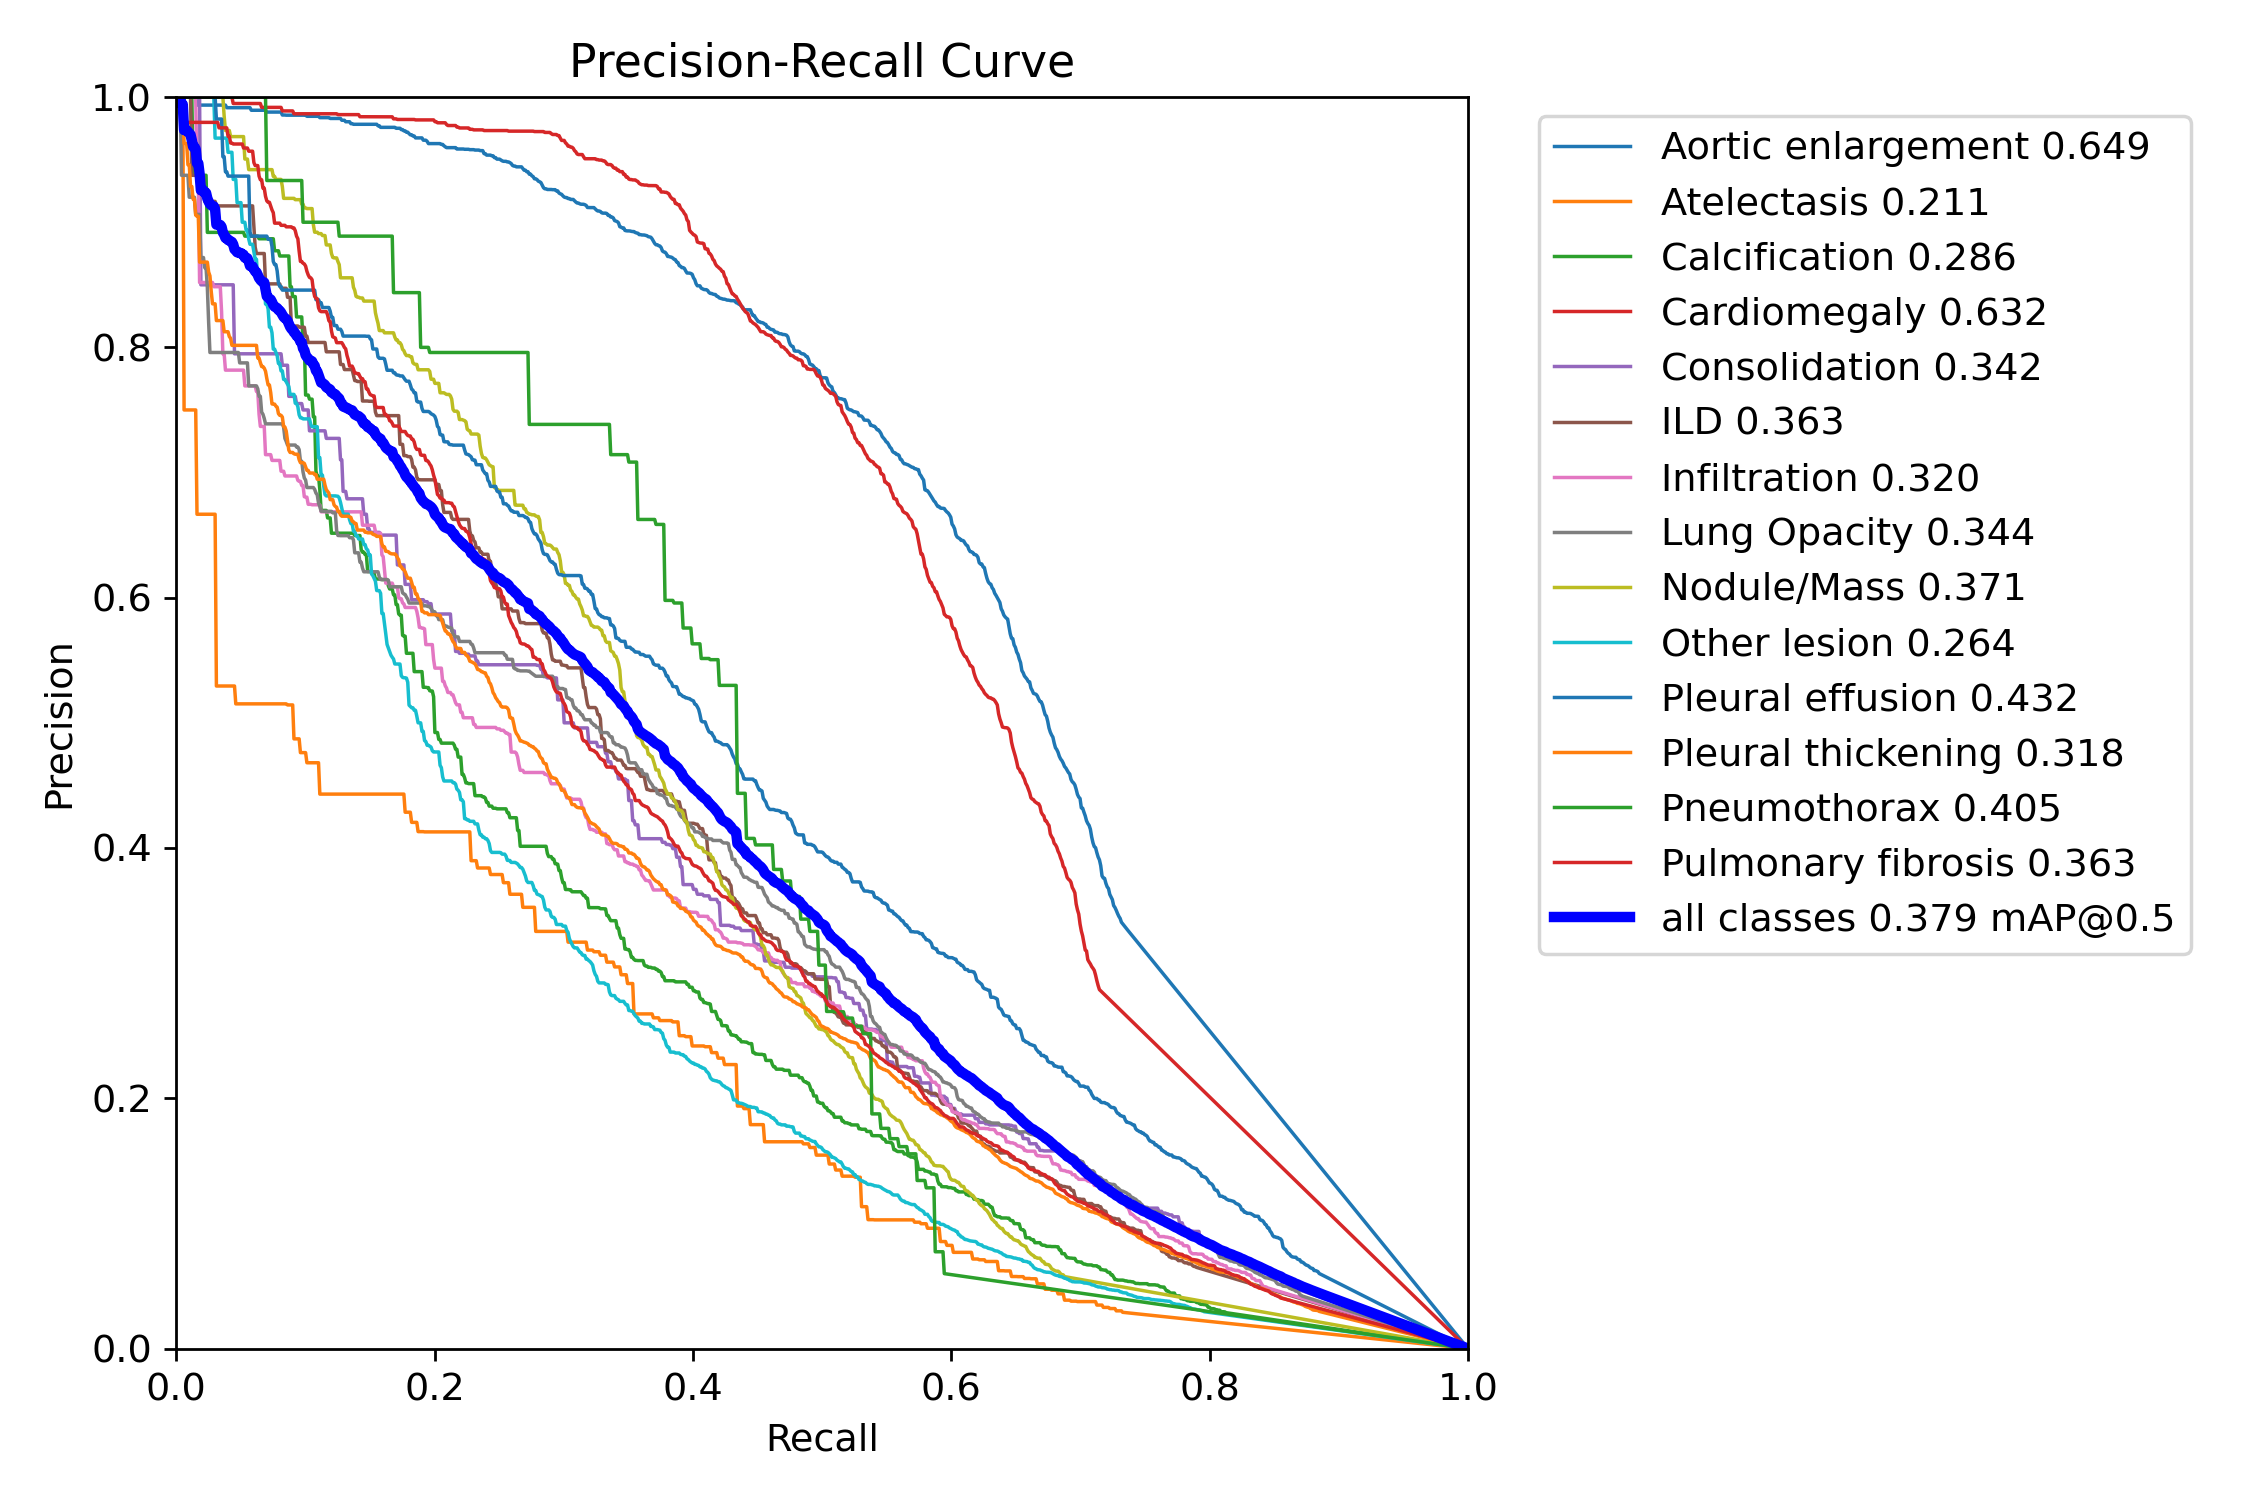 Precision-Recall Curve
1.0
0.8
0.6
0.4
0.2
0.0
Precision
0.0 0.2 0.4 0.6 0.8 1.0
Recall
Aortic enlargement 0.649
Atelectasis 0.211
Calcification 0.286
Cardiomegaly 0.632
Consolidation 0.342
ILD 0.363
Infiltration 0.320
Lung Opacity 0.344
Nodule/Mass 0.371
Other lesion 0.264
Pleural effusion 0.432
Pleural thickening 0.318
Pneumothorax 0.405
Pulmonary fibrosis 0.363
all classes 0.379 mAP@0.5